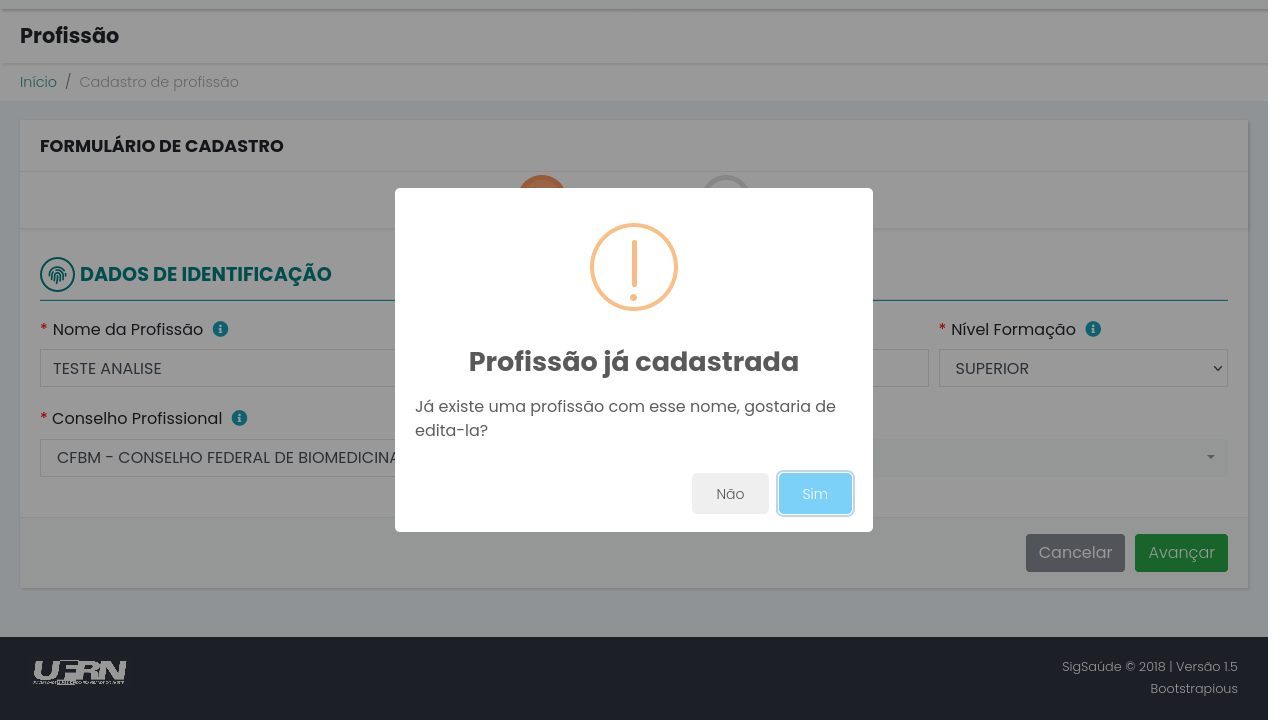 Profissão
Início / Cadastro de profissão
FORMULÁRIO DE CADASTRO
DADOS DE IDENTIFICAÇÃO
* Nome da Profissão
* Nível Formação
TESTE ANALISE
SUPERIOR
* Conselho Profissional
CFBM - CONSELHO FEDERAL DE BIOMEDICINA
Profissão já cadastrada
Já existe uma profissão com esse nome, gostaria de
edita-la?
Não
Sim
Cancelar
Avançar
UFRN
SigSaúde © 2018 | Versão 1.5
Bootstrapious